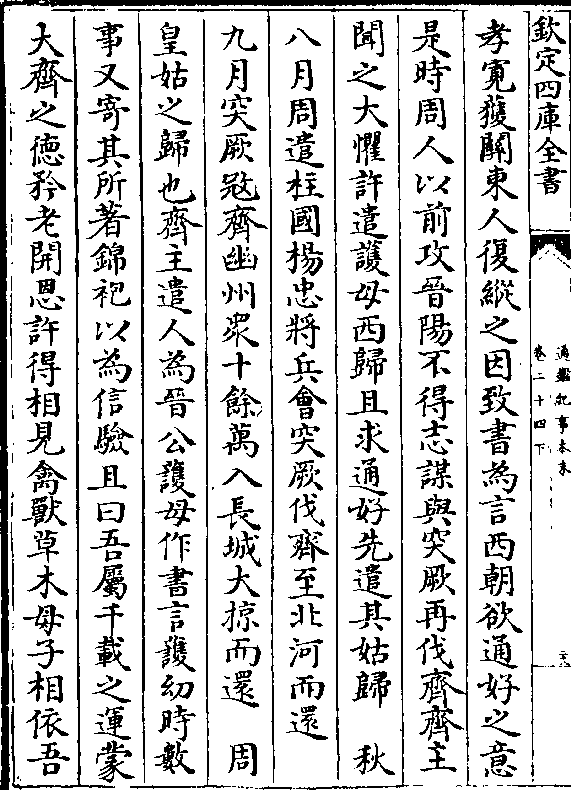 欽定四庫全書
通鑑紀事本末
卷二十四下
孝寛獲關東人復縱之因致書為言西朝欲通好之意
是時周人以前攻晉陽不得志謀與突厥再伐齊齊主
聞之大懼許遣護母西歸且求通好先遣其姑歸　秋
八月周遣柱國楊忠將兵會突厥伐齊至北河而還
九月突厥㓂齊幽州衆十餘萬入長城大掠而還　周
皇姑之歸也齊主遣人為晉公護母作書言護幼時數
事又寄其所著錦袍以為信驗且曰吾屬千載之運蒙
大齊之徳矜老開恩許得相見禽獸草木母子相依吾